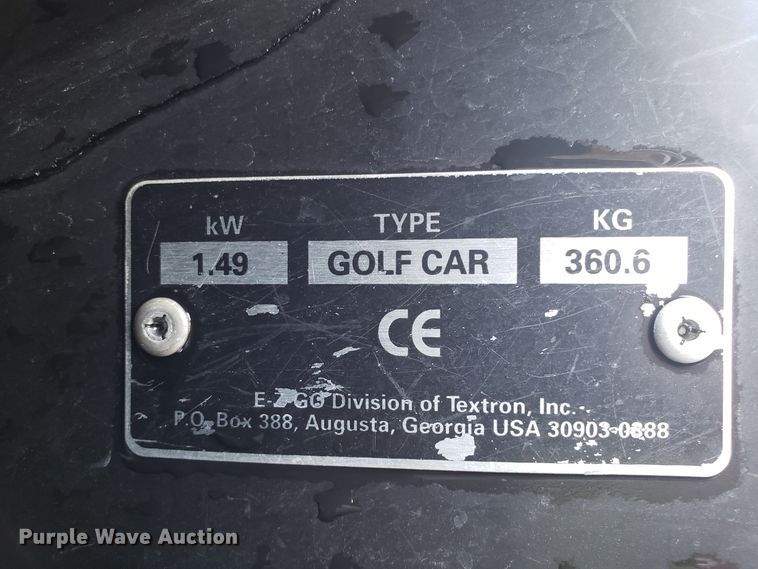 kW TYPE KG
1.49 GOLF CAR 360.6
CE
E-Z-GO Division of Textron, Inc.
P.O. Box 388, Augusta, Georgia USA 30903-0388
Purple Wave Auction